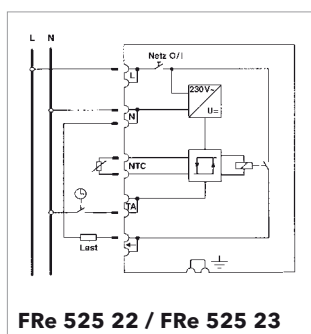 L N
Netz O/I
L
230V~
U=
N
NTC
TA
Last
FRe 525 22 / FRe 525 23